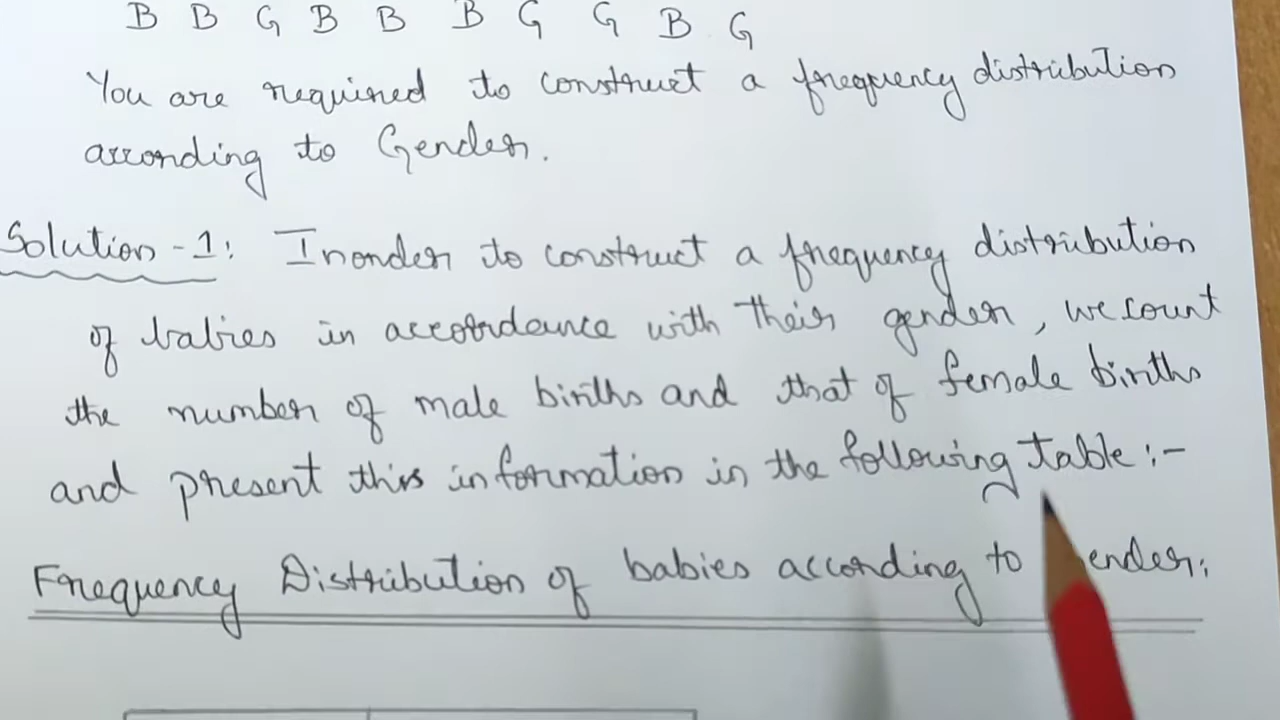 B B G B B B G G B G
You are required to construct a frequency distribution
according to Gender.
Solution -1: Inorder to construct a frequency distribution
of babies in accordance with their gender, we count
the number of male births and that of female births
and present this information in the following table :-
Frequency Distribution of babies according to ender: